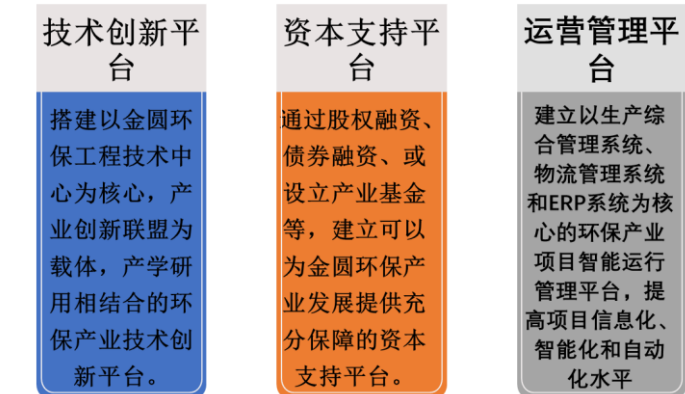 技术创新平
台
搭建以金圆环
保工程技术中
心为核心，产
业创新联盟为
载体，产学研
用相结合的环
保产业技术创
新平台。
资本支持平
台
通过股权融资、
债券融资、或
设立产业基金
等，建立可以
为金圆环保产
业发展提供充
分保障的资本
支持平台。
运营管理平
台
建立以生产综
合管理系统、
物流管理系统
和ERP系统为核
心的环保产业
项目智能运行
管理平台，提
高项目信息化、
智能化和自动
化水平